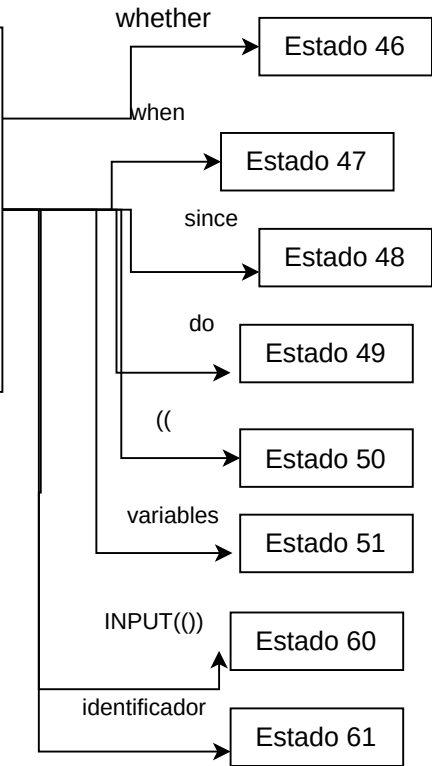 whether
Estado 46
when
Estado 47
since
Estado 48
do
Estado 49
((
Estado 50
variables
Estado 51
INPUT(())
Estado 60
identificador
Estado 61